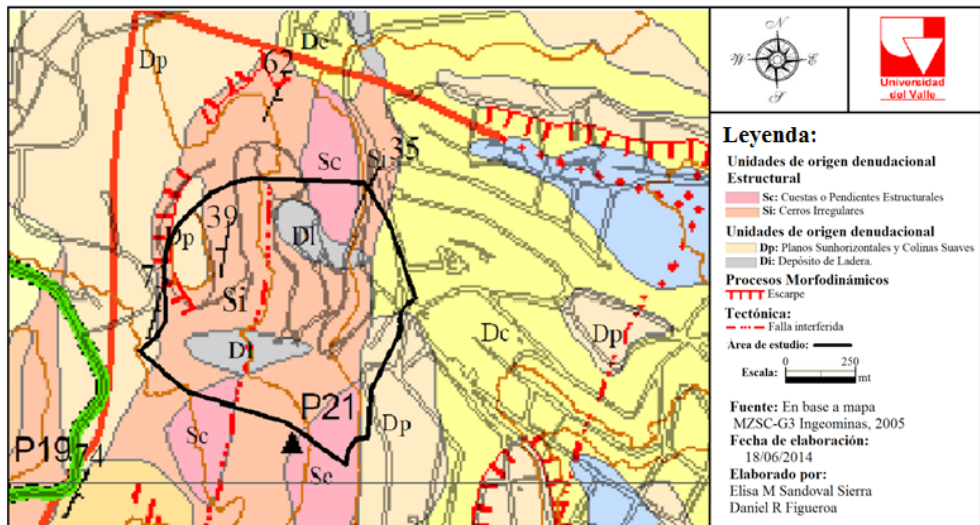 Dc
Dp
62
35
Sc
Si
Dp
39
Dl
7
Si
Dc
Dp
Dl
P21
Sc
Dp
P19
74
Se
N
W
E
S
Universidad
del Valle
Leyenda:
Unidades de origen denudacional
Estructural
Sc: Cuestas o Pendientes Estructurales
Si: Cerros Irregulares
Unidades de origen denudacional
Dp: Planos Sunhorizontales y Colinas Suaves
Di: Depósito de Ladera.
Procesos Morfodinámicos
Escarpe
Tectónica:
Falla interferida
Área de estudio:
Escala:
0 250
mt
Fuente: En base a mapa
MZSC-G3 Ingeominas, 2005
Fecha de elaboración:
18/06/2014
Elaborado por:
Elisa M Sandoval Sierra
Daniel R Figueroa